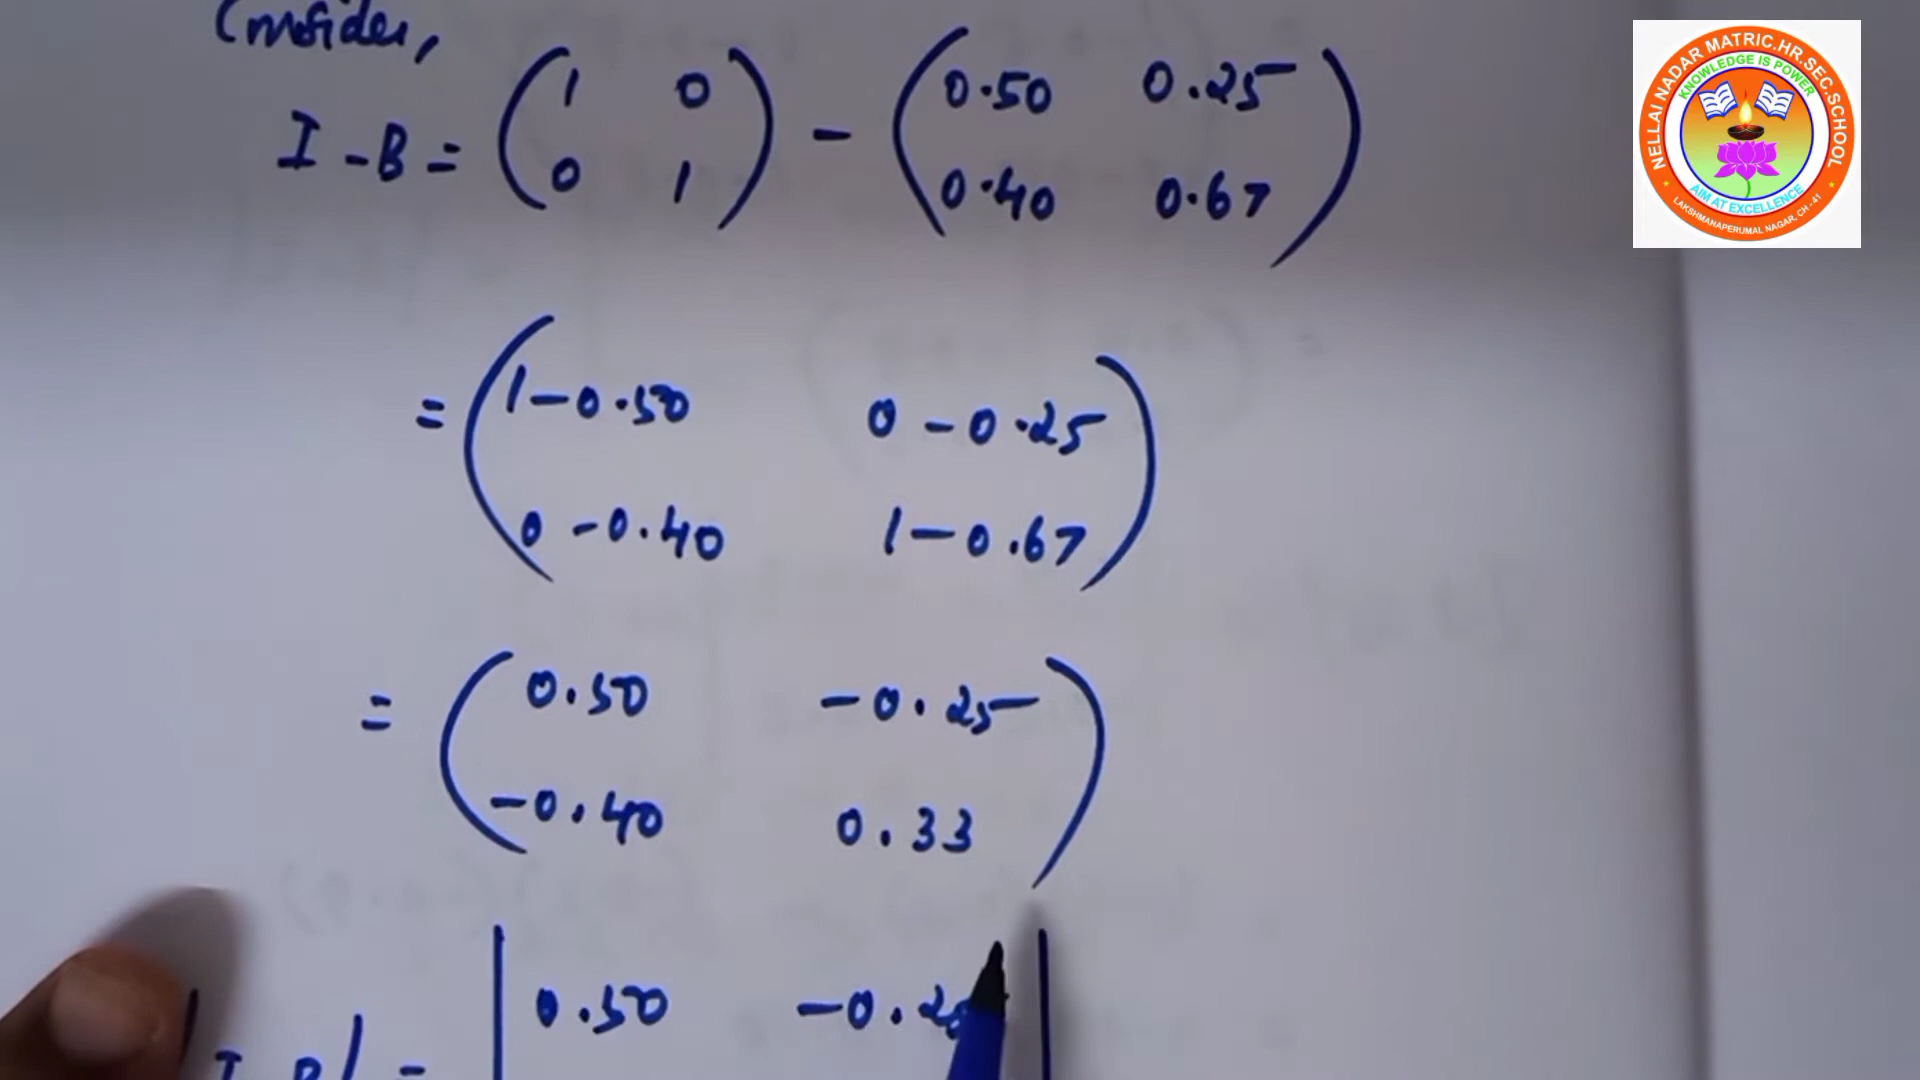 Consider,
I - B = ( 1 0 ) - ( 0.50 0.25 )
( 0 1 ) ( 0.40 0.67 )
= ( 1 - 0.50 0 - 0.25 )
( 0 - 0.40 1 - 0.67 )
= ( 0.50 - 0.25 )
( - 0.40 0.33 )
| 0.50 - 0.2
NELLAI NADAR MATRIC.HR.SEC.SCHOOL
KNOWLEDGE IS POWER
AIM AT EXCELLENCE
LAKSHMANAPERUMAL NAGAR, CH - 41